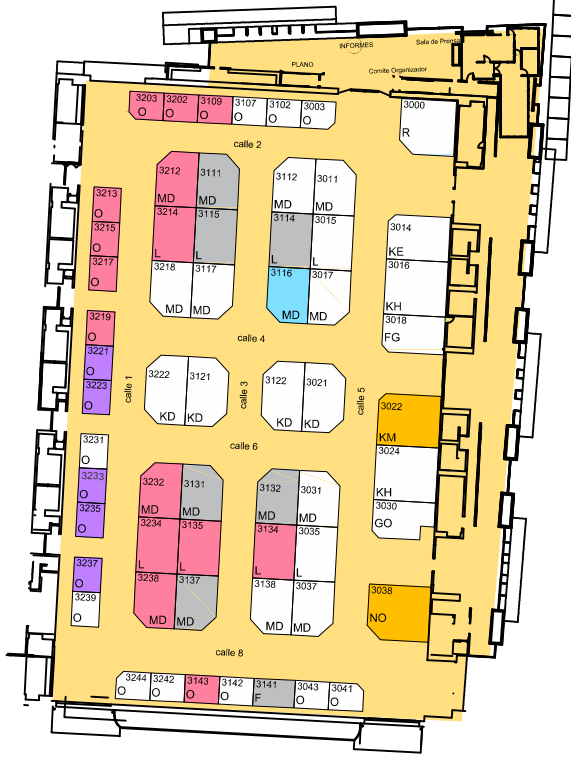 INFORMES
Sala de Prensa
PLANO
Comite Organizador
3203 3202 3109 3107 3102 3003
O O O O O O
3000
R
calle 2
3212 3111 3112 3011
MD MD MD MD
3213
O
3214 3115 3114 3015
L L L L
3215
O
3014
KE
3217
O
3218 3117 3116 3017
MD MD MD MD
3016
KH
3219
O
3018
FG
calle 4
3221
O
3222 3121 3122 3021
KD KD KD KD
3223
O
calle 1
calle 3
calle 5
3022
KM
3231
O
calle 6
3024
KH
3233
O
3232 3131 3132 3031
MD MD MD MD
3235
O
3030
GO
3234 3135 3134 3035
L L L L
3237
O
3238 3137 3138 3037
MD MD MD MD
3038
NO
3239
O
calle 8
3244 3242 3143 3142 3141 3043 3041
O O O O F O O